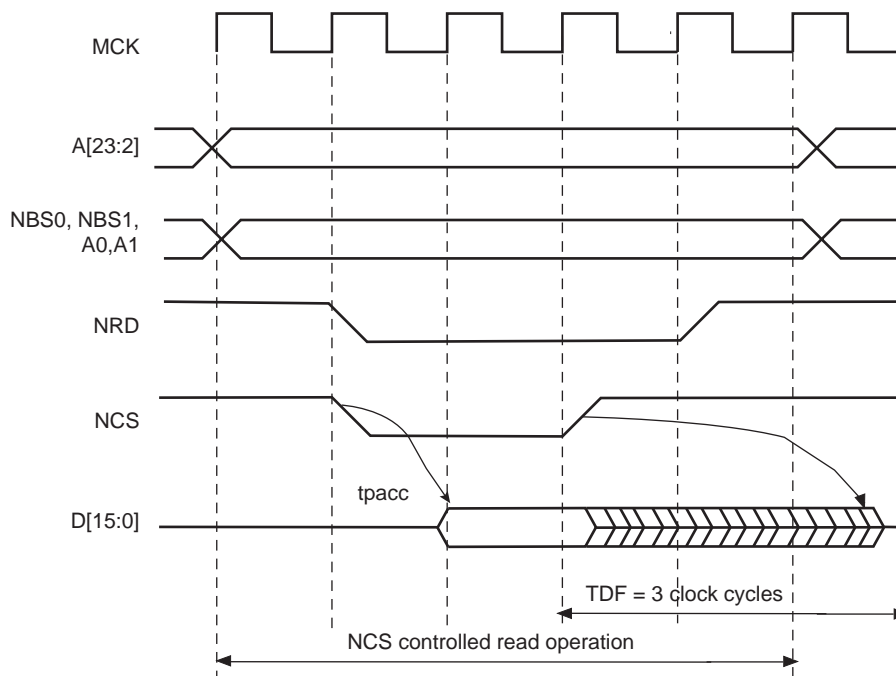 MCK
A[23:2]
NBS0, NBS1,
A0,A1
NRD
NCS
tpacc
D[15:0]
TDF = 3 clock cycles
NCS controlled read operation